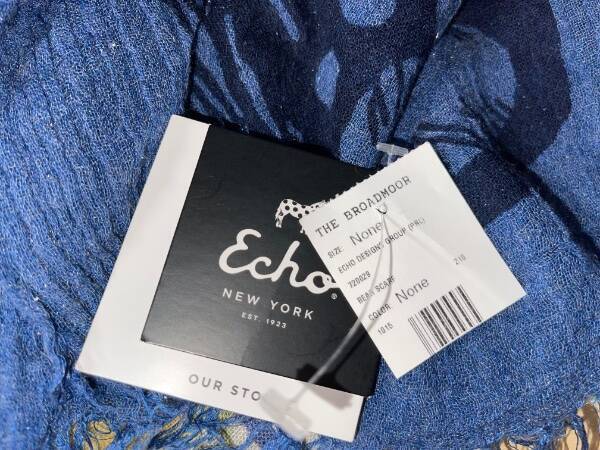 Echo®
NEW YORK
EST. 1923
OUR STO
THE BROADMOOR
SIZE None
ECHO DESIGN GROUP (PRL)
720029
SCARF
COLOR None
1015
Z10